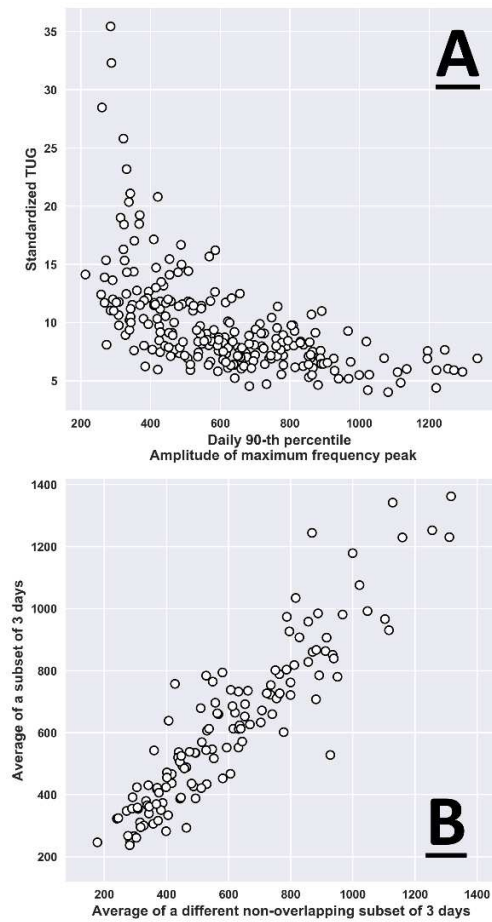 A
35
30
25
20
15
10
5
Standardized TUG
200 400 600 800 1000 1200
Daily 90-th percentile
Amplitude of maximum frequency peak
B
1400
1200
1000
800
600
400
200
Average of a subset of 3 days
200 400 600 800 1000 1200 1400
Average of a different non-overlapping subset of 3 days